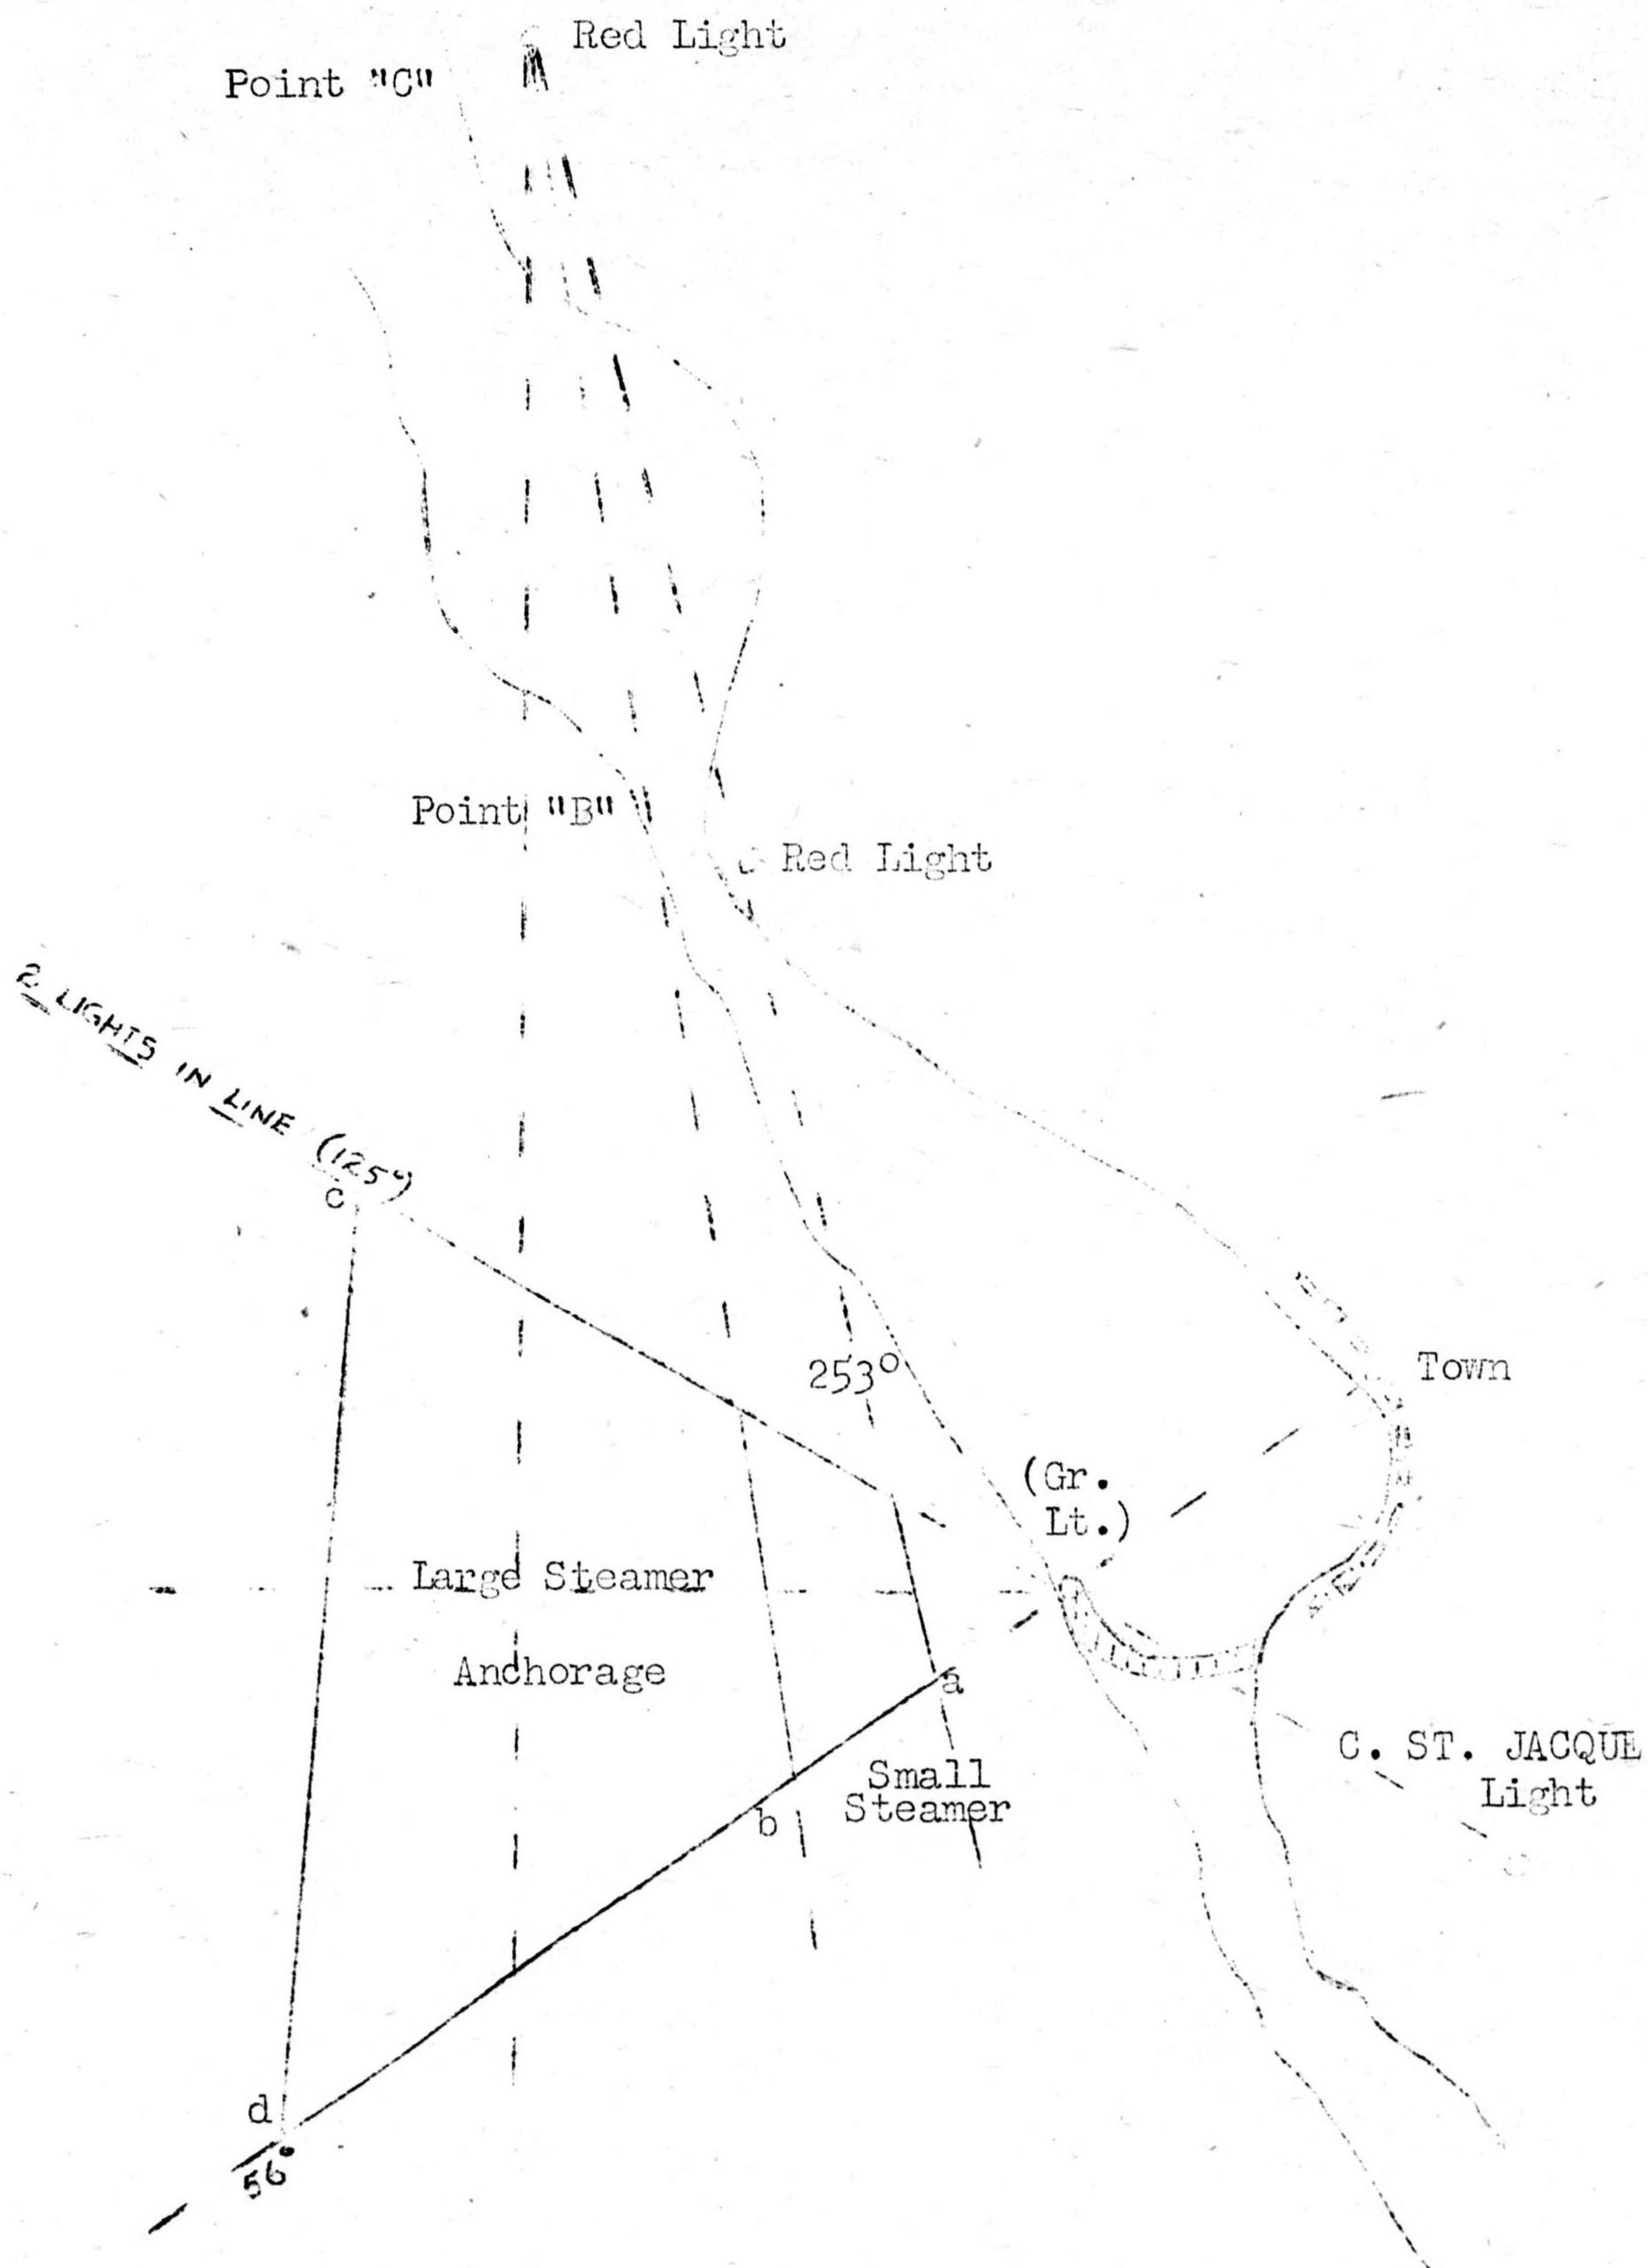 Red Light
Point "C"
Point "B"
Red Light
2 LIGHTS IN LINE (125°)
c
253°
Town
(Gr.
Lt.)
Large Steamer
Anchorage
a
C. ST. JACQUE
Light
Small
Steamer
b
d
56°